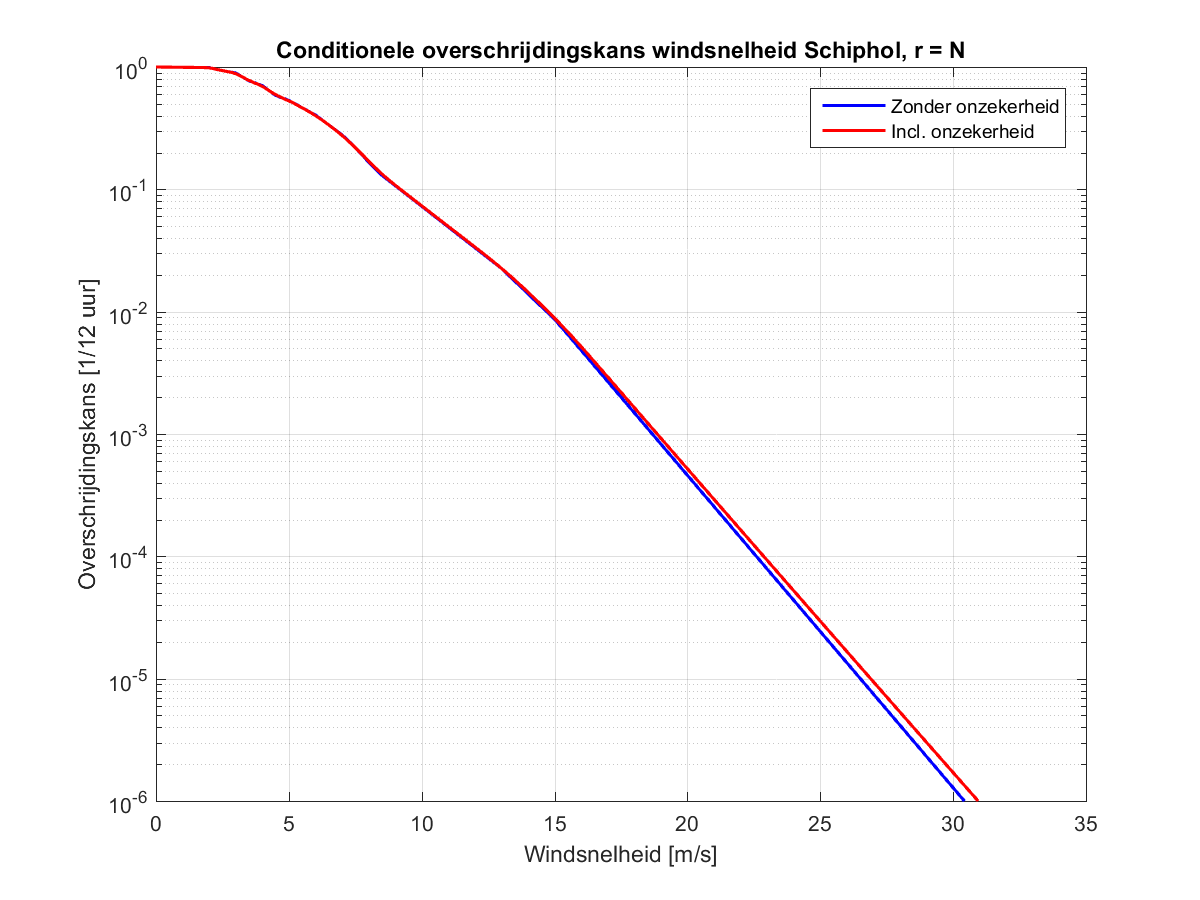 Conditionele overschrijdingskans windsnelheid Schiphol, r = N
Zonder onzekerheid
Incl. onzekerheid
Overschrijdingskans [1/12 uur]
10^0
10^-1
10^-2
10^-3
10^-4
10^-5
10^-6
0 5 10 15 20 25 30 35
Windsnelheid [m/s]